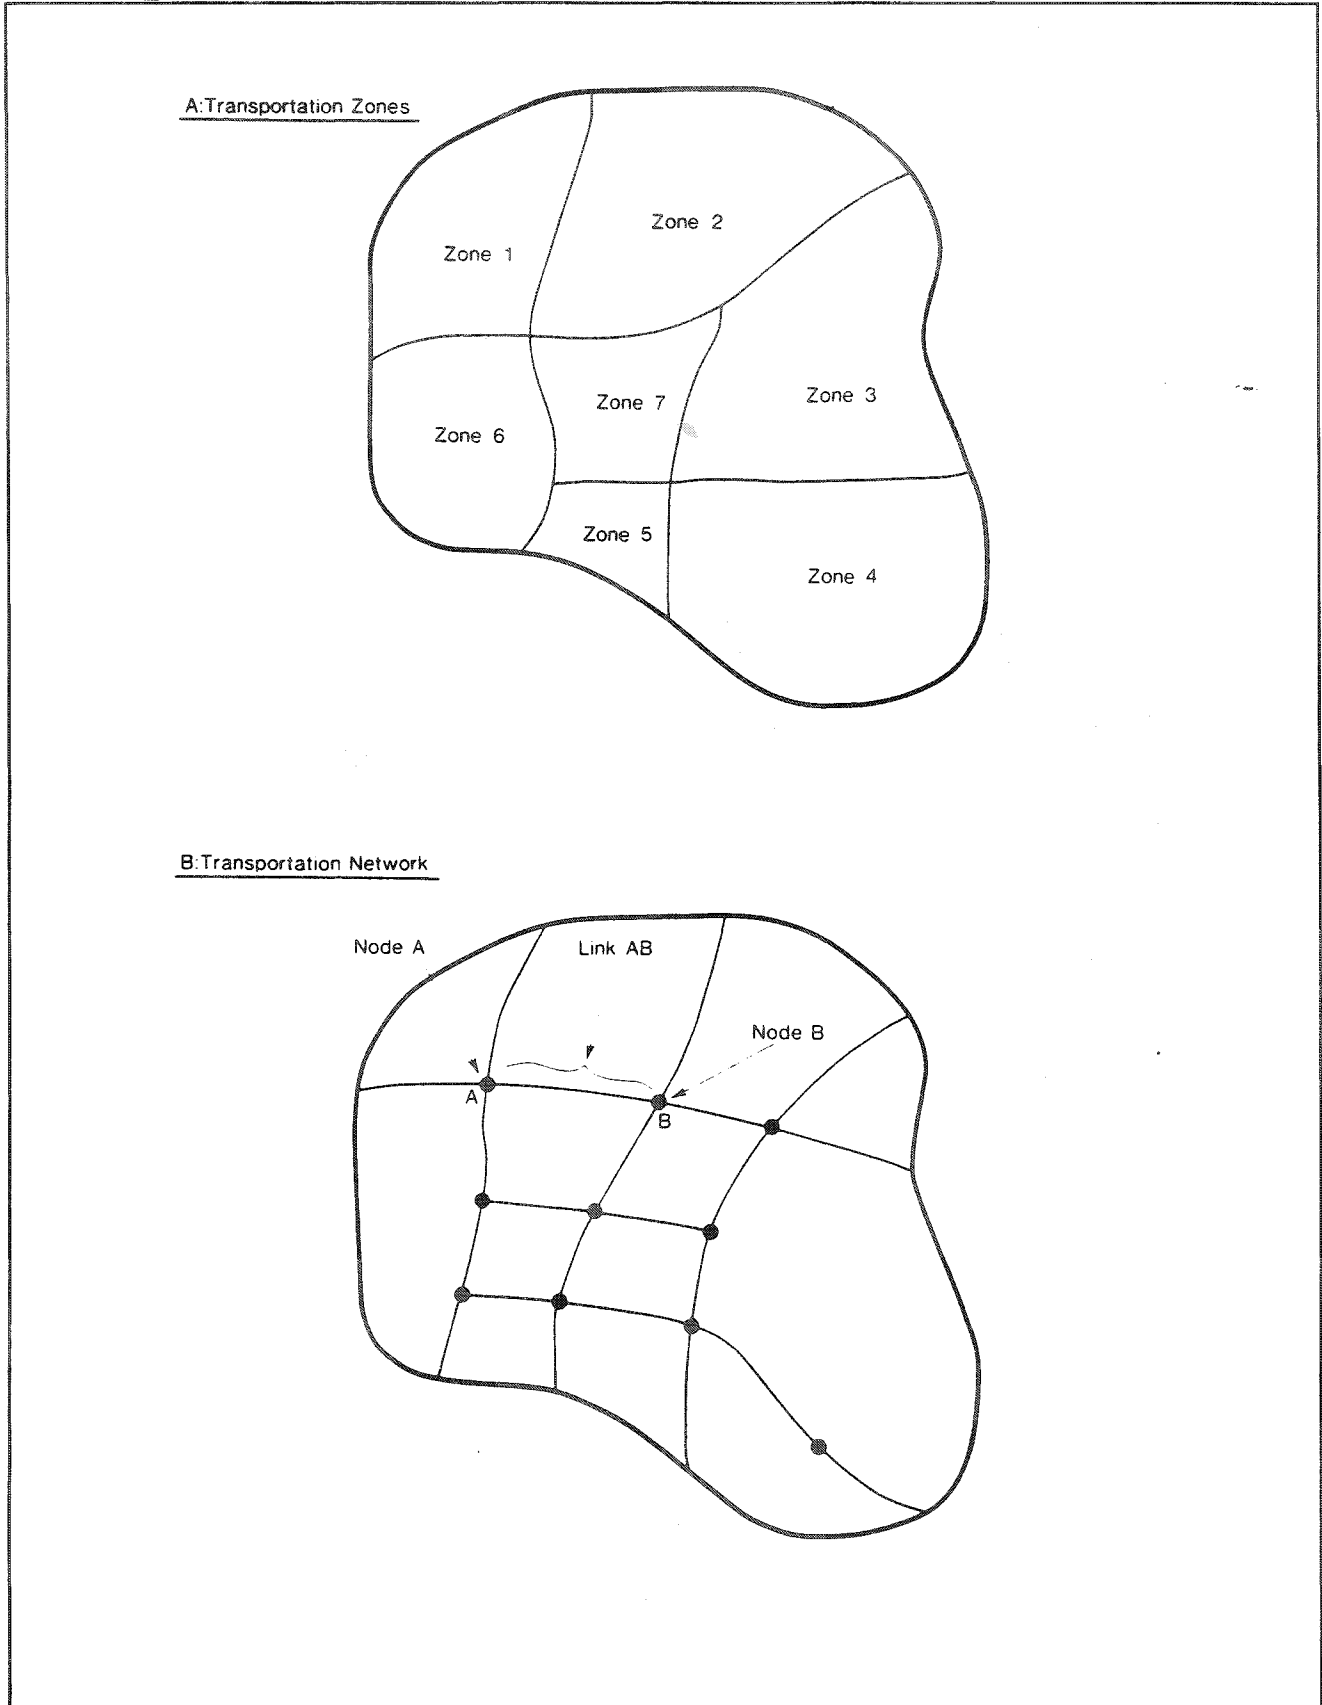 A:Transportation Zones
Zone 2
Zone 1
Zone 3
Zone 7
Zone 6
Zone 5
Zone 4
B:Transportation Network
Node A
Link AB
Node B
A
B